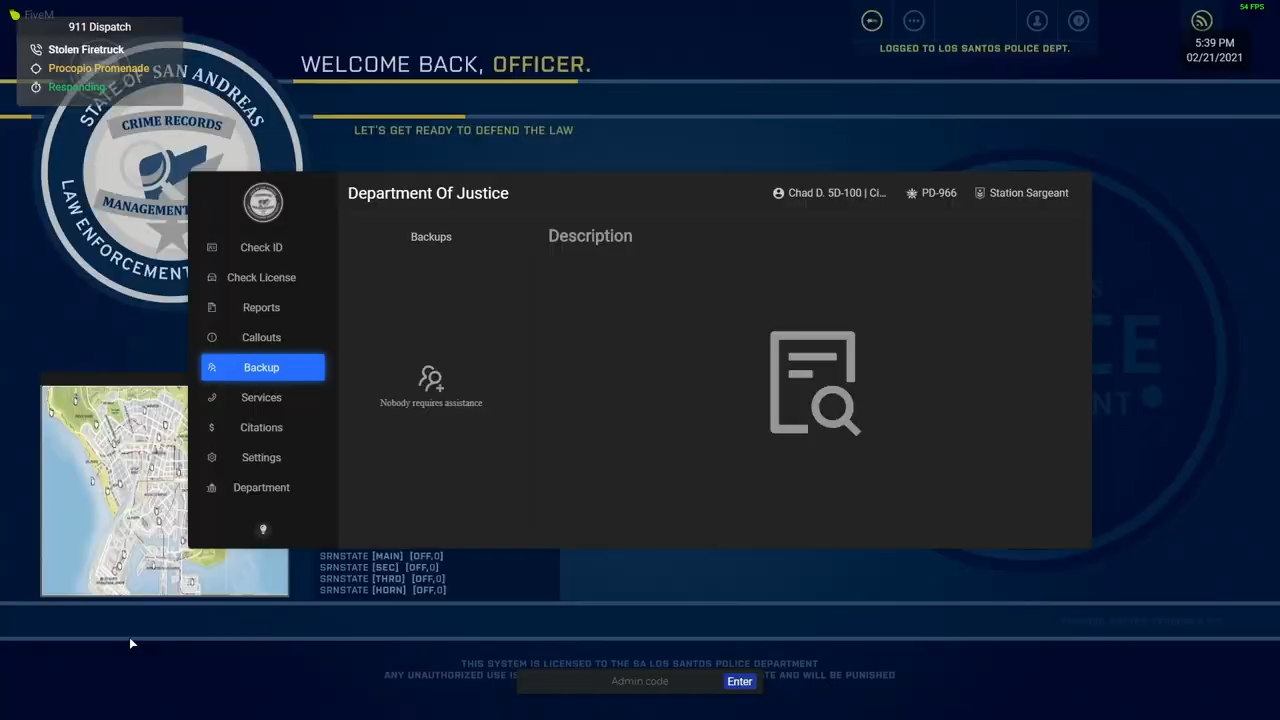 FiveM
54 FPS
911 Dispatch
Stolen Firetruck
Procopio Promenade
Responding
STATE OF SAN ANDREAS
CRIME RECORDS
MANAGEMENT
LAW ENFORCEMENT
WELCOME BACK, OFFICER.
LET'S GET READY TO DEFEND THE LAW
LOGGED TO LOS SANTOS POLICE DEPT.
5:39 PM
02/21/2021
Department Of Justice
Chad D. 5D-100 | Ci...
PD-966
Station Sargeant
Check ID
Check License
Reports
Callouts
Backup
Services
Citations
Settings
Department
Backups
Nobody requires assistance
Description
SRNSTATE [MAIN] [OFF,0]
SRNSTATE [SEC] [OFF,0]
SRNSTATE [THRD] [OFF,0]
SRNSTATE [HORN] [OFF,0]
THIS SYSTEM IS LICENSED TO THE SA LOS SANTOS POLICE DEPARTMENT
ANY UNAUTHORIZED USE AND WILL BE PUNISHED
Admin code
Enter